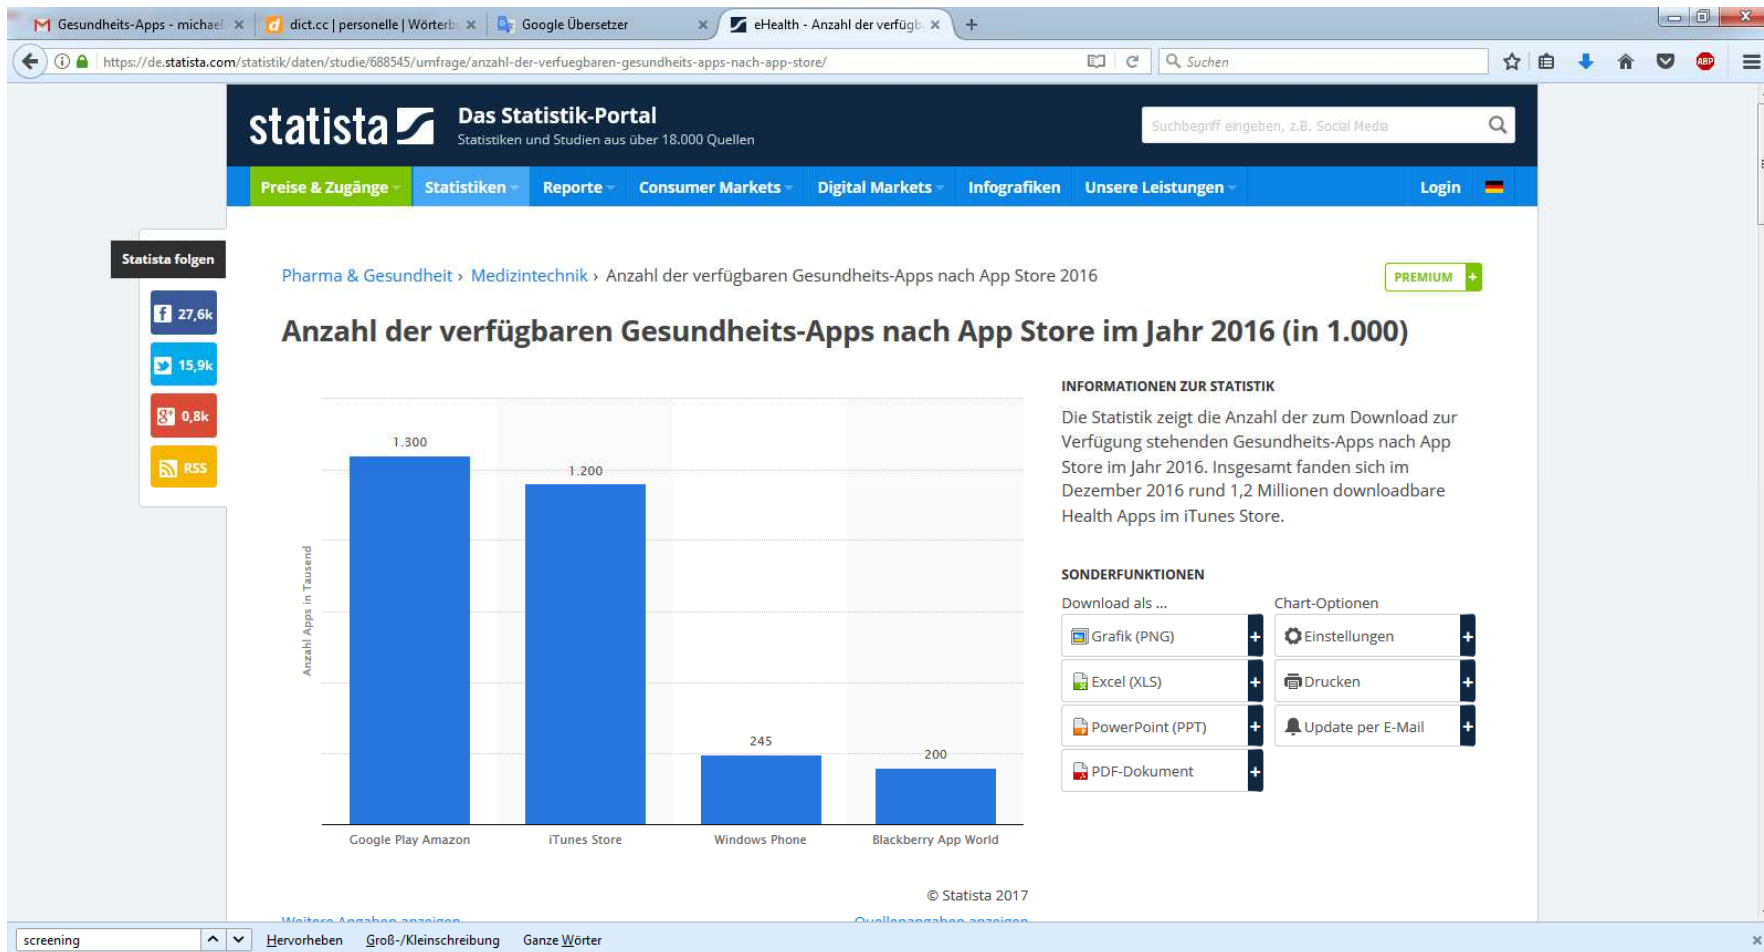 Gesundheits-Apps - michael
dict.cc | personelle | Wörterb
Google Übersetzer
eHealth - Anzahl der verfügb
https://de.statista.com/statistik/daten/studie/688545/umfrage/anzahl-der-verfuegbaren-gesundheits-apps-nach-app-store/
Suchen
ABP
statista
Das Statistik-Portal
Statistiken und Studien aus über 18.000 Quellen
Suchbegriff eingeben, z.B. Social Media
Preise & Zugänge Statistiken Reporte Consumer Markets Digital Markets Infografiken Unsere Leistungen Login
Statista folgen
27,6k
15,9k
0,8k
RSS
Pharma & Gesundheit › Medizintechnik › Anzahl der verfügbaren Gesundheits-Apps nach App Store 2016
PREMIUM +
Anzahl der verfügbaren Gesundheits-Apps nach App Store im Jahr 2016 (in 1.000)
Anzahl Apps in Tausend
1.300
1.200
245
200
Google Play Amazon
iTunes Store
Windows Phone
Blackberry App World
© Statista 2017
Weitere Angaben anzeigen
Quellenangaben anzeigen
INFORMATIONEN ZUR STATISTIK
Die Statistik zeigt die Anzahl der zum Download zur
Verfügung stehenden Gesundheits-Apps nach App
Store im Jahr 2016. Insgesamt fanden sich im
Dezember 2016 rund 1,2 Millionen downloadbare
Health Apps im iTunes Store.
SONDERFUNKTIONEN
Download als ...
Grafik (PNG) +
Excel (XLS) +
PowerPoint (PPT) +
PDF-Dokument +
Chart-Optionen
Einstellungen +
Drucken +
Update per E-Mail +
screening
Hervorheben
Groß-/Kleinschreibung
Ganze Wörter